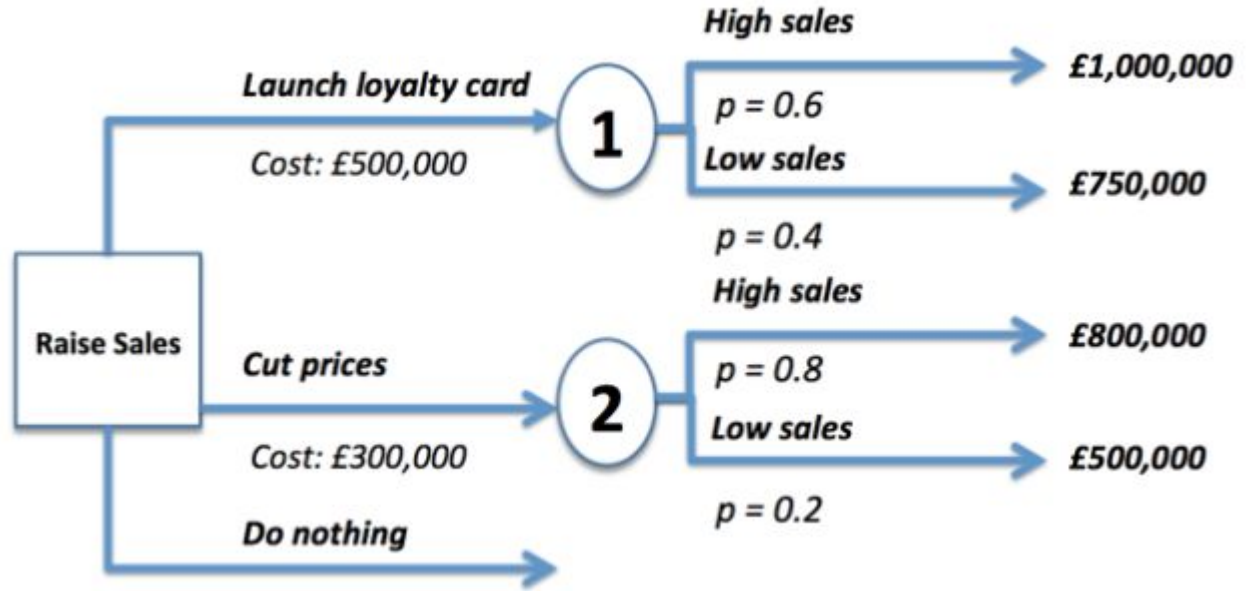 High sales
£1,000,000
Launch loyalty card
p = 0.6
1
Cost: £500,000
Low sales
£750,000
p = 0.4
High sales
£800,000
Raise Sales
Cut prices
p = 0.8
2
Low sales
Cost: £300,000
£500,000
p = 0.2
Do nothing